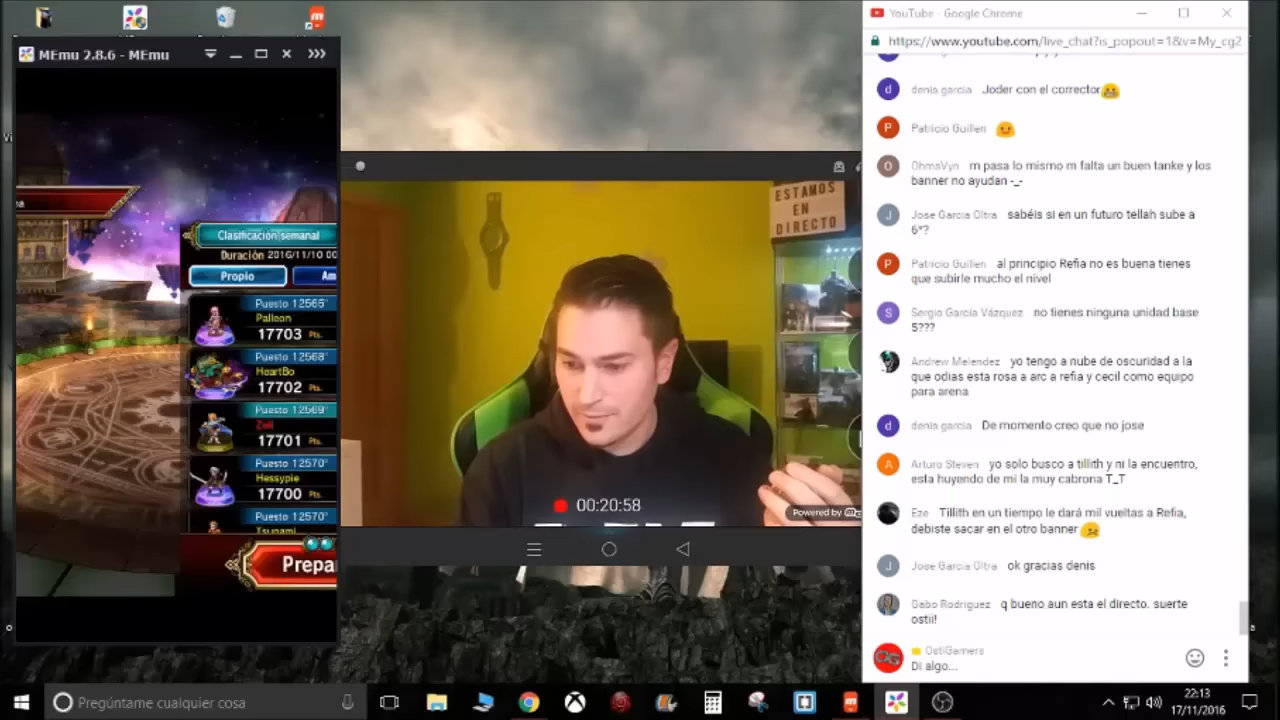 MEmu 2.8.6 - MEmu
Clasificación semanal
Duración 2016/11/10 00
Propio
Am
Puesto 12565°
Palleon
17703 Pts.
Puesto 12568°
HeartBo
17702 Pts.
Puesto 12569°
Zell
17701 Pts.
Puesto 12570°
Hessypie
17700 Pts.
Puesto 12570°
Tsunami
Prepa
ESTAMOS
EN
DIRECTO
00:20:58
Powered by
YouTube - Google Chrome
https://www.youtube.com/live_chat?is_popout=1&v=My_cg2
denis garcia Joder con el corrector
Patricio Guillen
OhmsVyn m pasa lo mismo m falta un buen tanke y los
banner no ayudan -_-
Jose Garcia Oltra sabéis si en un futuro tellah sube a
6*?
Patricio Guillen al principio Refia no es buena tienes
que subirle mucho el nivel
Sergio García Vázquez no tienes ninguna unidad base
5???
Andrew Melendez yo tengo a nube de oscuridad a la
que odias esta rosa a arc a refia y cecil como equipo
para arena
denis garcia De momento creo que no jose
Arturo Steven yo solo busco a tillith y ni la encuentro,
esta huyendo de mi la muy cabrona T_T
Eze Tillith en un tiempo le dará mil vueltas a Refia,
debiste sacar en el otro banner
Jose Garcia Oltra ok gracias denis
Gabo Rodriguez q bueno aun esta el directo. suerte
ostii!
OstiGamers
Di algo...
Pregúntame cualquier cosa
22:13
17/11/2016